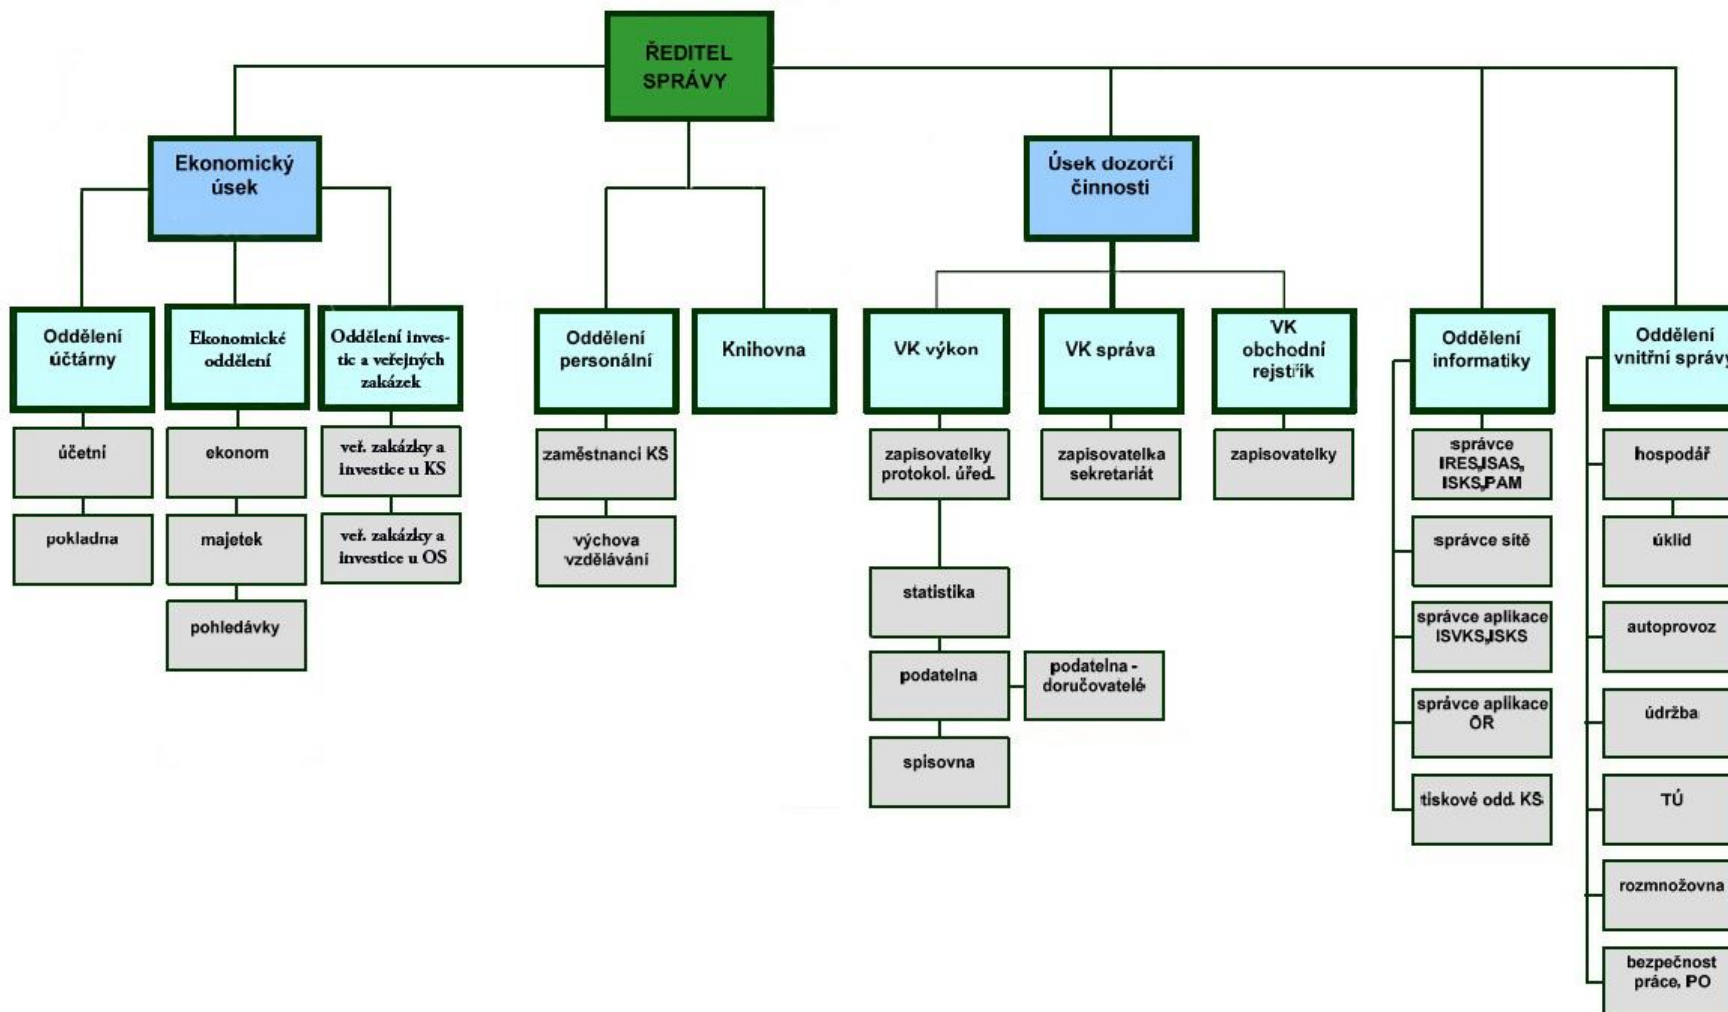 ŘEDITEL
SPRÁVY
Ekonomický
úsek
Úsek dozorčí
činnosti
Oddělení
účtárny
Ekonomické
oddělení
Oddělení inves-
tic a veřejných
zakázek
Oddělení
personální
Knihovna
VK výkon
VK správa
VK
obchodní
rejstřík
Oddělení
informatiky
Oddělení
vnitřní správy
účetní
pokladna
ekonom
majetek
pohledávky
veř. zakázky a
investice u KS
veř. zakázky a
investice u OS
zaměstnanci KS
výchova
vzdělávání
zapisovatelky
protokol. úřed.
statistika
podatelna
podatelna -
doručovatelé
spisovna
zapisovatelka
sekretariát
zapisovatelky
správce
IRES,ISAS,
ISKS,PAM
správce sítě
správce aplikace
ISVKS,ISKS
správce aplikace
OR
tiskové odd. KS
hospodář
úklid
autoprovoz
údržba
TÚ
rozmnožovna
bezpečnost
práce, PO